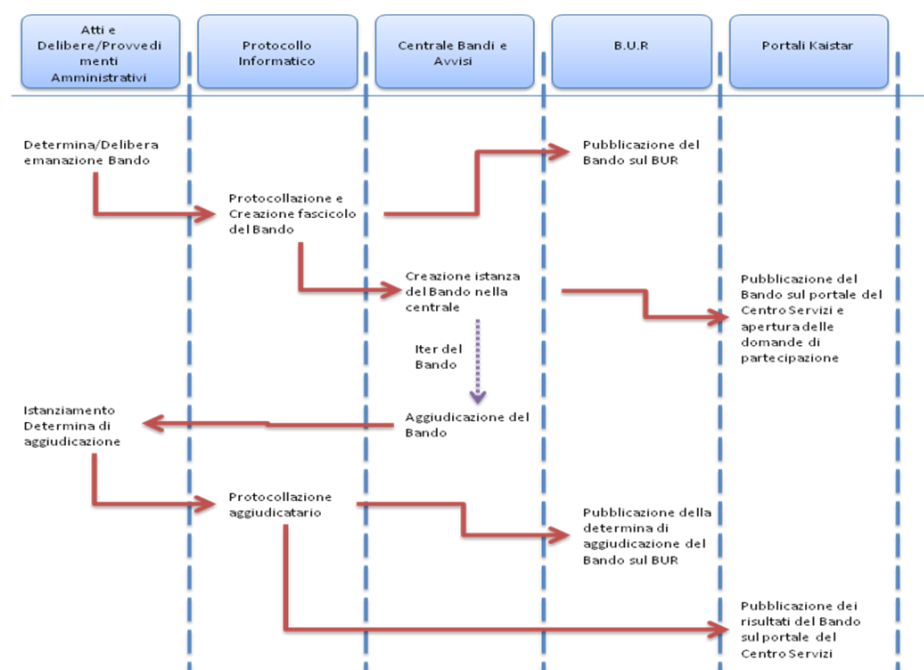 Atti e
Delibere/Provvedi
menti
Amministrativi
Protocollo
Informatico
Centrale Bandi e
Avvisi
B.U.R
Portali Kaistar
Determina/Delibera
emanazione Bando
Pubblicazione del
Bando sul BUR
Protocollazione e
Creazione fascicolo
del Bando
Creazione istanza
del Bando nella
centrale
Pubblicazione del
Bando sul portale del
Centro Servizi e
apertura delle
domande di
partecipazione
Iter del
Bando
Istanziamento
Determina di
aggiudicazione
Aggiudicazione del
Bando
Protocollazione
aggiudicatario
Pubblicazione della
determina di
aggiudicazione del
Bando sul BUR
Pubblicazione dei
risultati del Bando
sul portale del
Centro Servizi